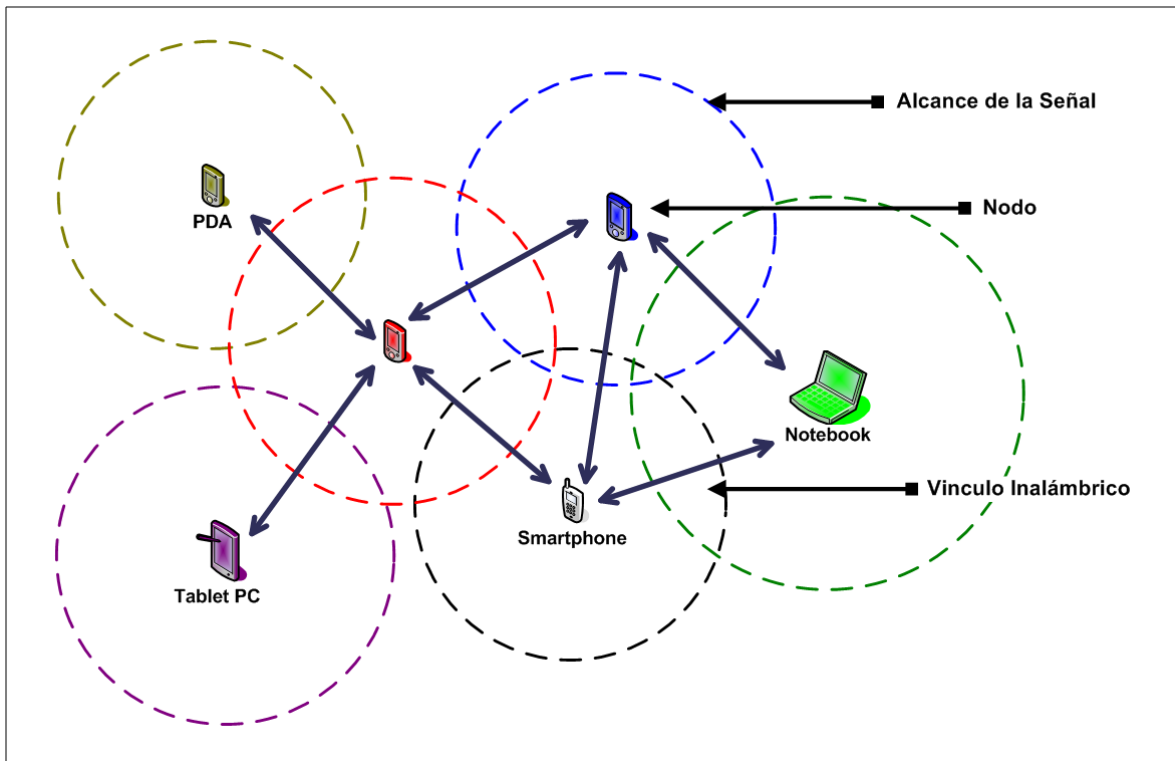 Alcance de la Señal
PDA
Nodo
Notebook
Vinculo Inalámbrico
Smartphone
Tablet PC